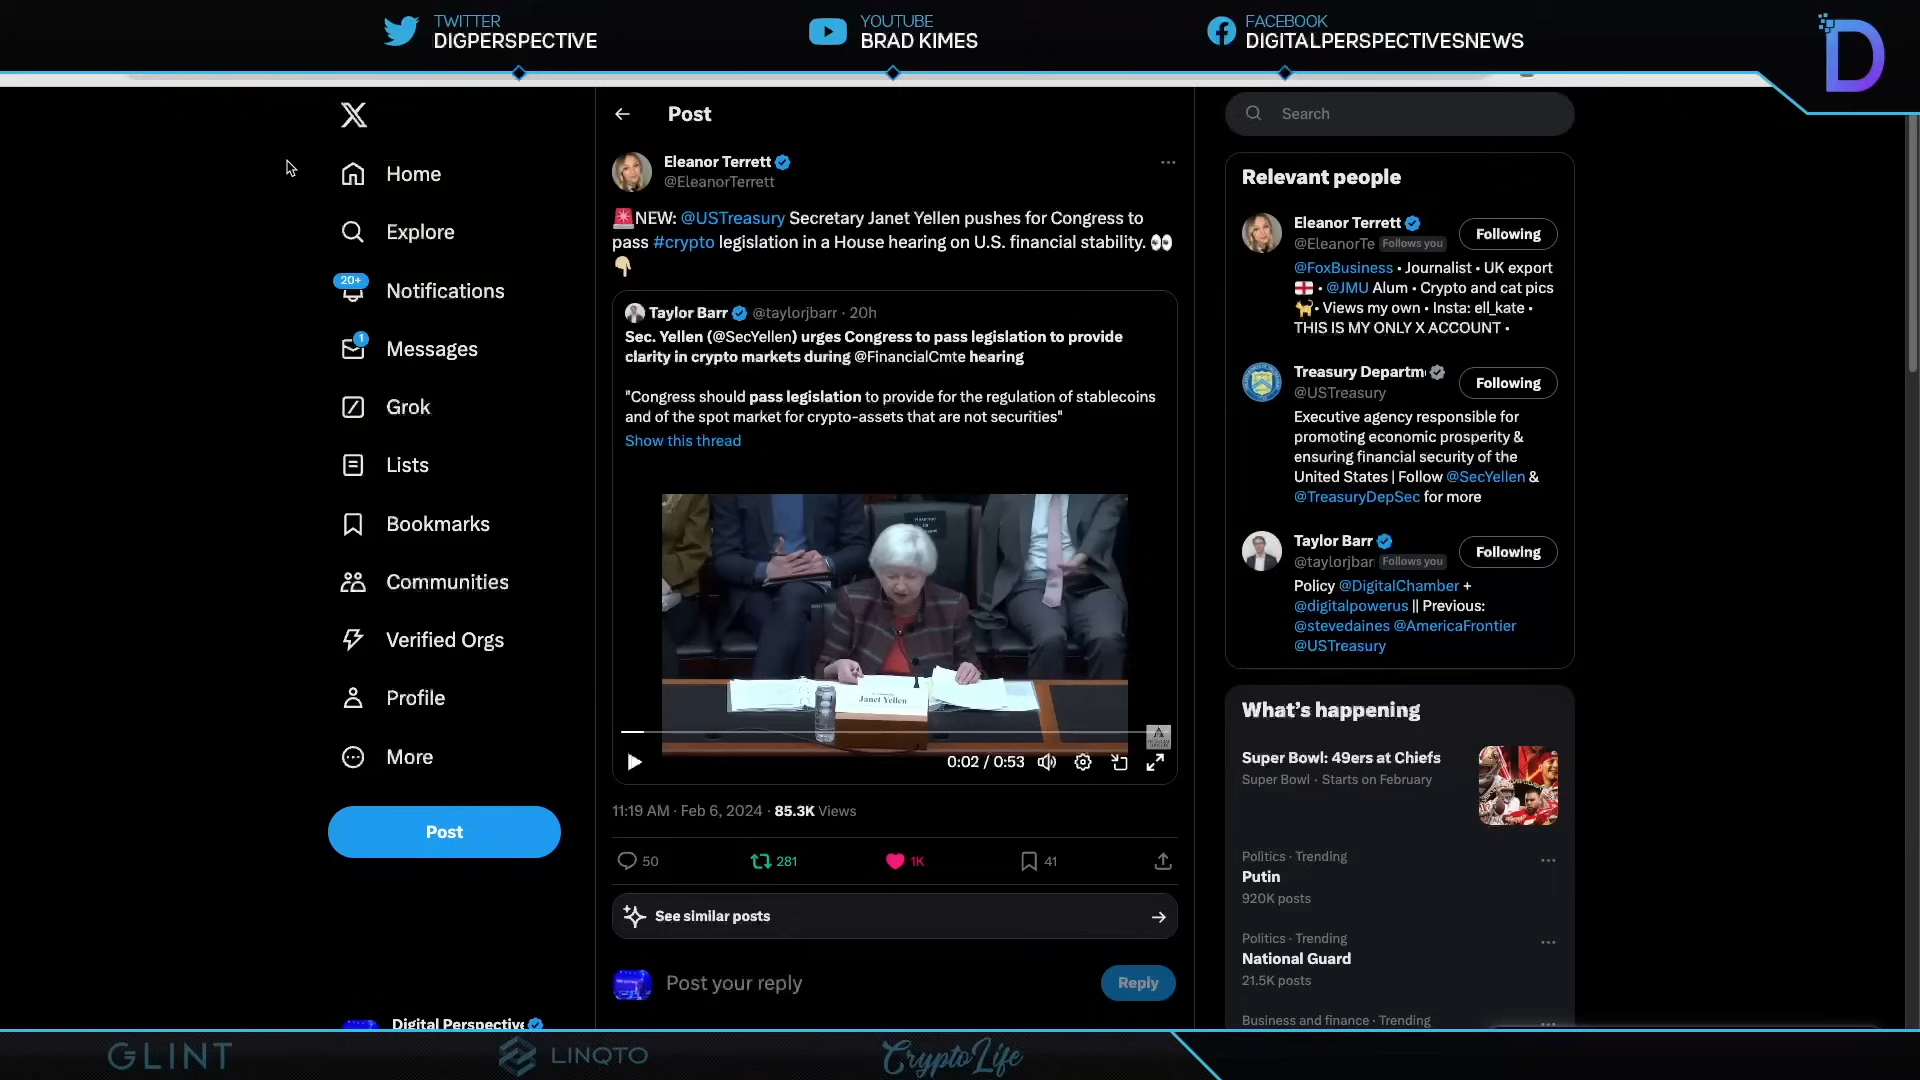 TWITTER
DIGPERSPECTIVE
YOUTUBE
BRAD KIMES
FACEBOOK
DIGITALPERSPECTIVESNEWS
D
X
Home
Explore
20+
Notifications
1
Messages
Grok
Lists
Bookmarks
Communities
Verified Orgs
Profile
More
Post
Digital Perspective
Post
Eleanor Terrett
@EleanorTerrett
🚨NEW: @USTreasury Secretary Janet Yellen pushes for Congress to
pass #crypto legislation in a House hearing on U.S. financial stability. 👀
👇🏼
Taylor Barr @taylorjbarr · 20h
Sec. Yellen (@SecYellen) urges Congress to pass legislation to provide
clarity in crypto markets during @FinancialCmte hearing
"Congress should pass legislation to provide for the regulation of stablecoins
and of the spot market for crypto-assets that are not securities"
Show this thread
Janet Yellen
0:02 / 0:53
11:19 AM · Feb 6, 2024 · 85.3K Views
50
281
1K
41
See similar posts
Post your reply
Reply
Search
Relevant people
Eleanor Terrett
@EleanorTe Follows you
Following
@FoxBusiness • Journalist • UK export
🏴󠁧󠁢󠁥󠁮󠁧󠁿 • @JMU Alum • Crypto and cat pics
🐈 • Views my own • Insta: ell_kate •
THIS IS MY ONLY X ACCOUNT •
Treasury Departm
@USTreasury
Following
Executive agency responsible for
promoting economic prosperity &
ensuring financial security of the
United States | Follow @SecYellen &
@TreasuryDepSec for more
Taylor Barr
@taylorjbar Follows you
Following
Policy @DigitalChamber +
@digitalpowerus || Previous:
@stevedaines @AmericaFrontier
@USTreasury
What's happening
Super Bowl: 49ers at Chiefs
Super Bowl · Starts on February
Politics · Trending
Putin
920K posts
Politics · Trending
National Guard
21.5K posts
Business and finance · Trending
GLINT
LINQTO
CryptoLife